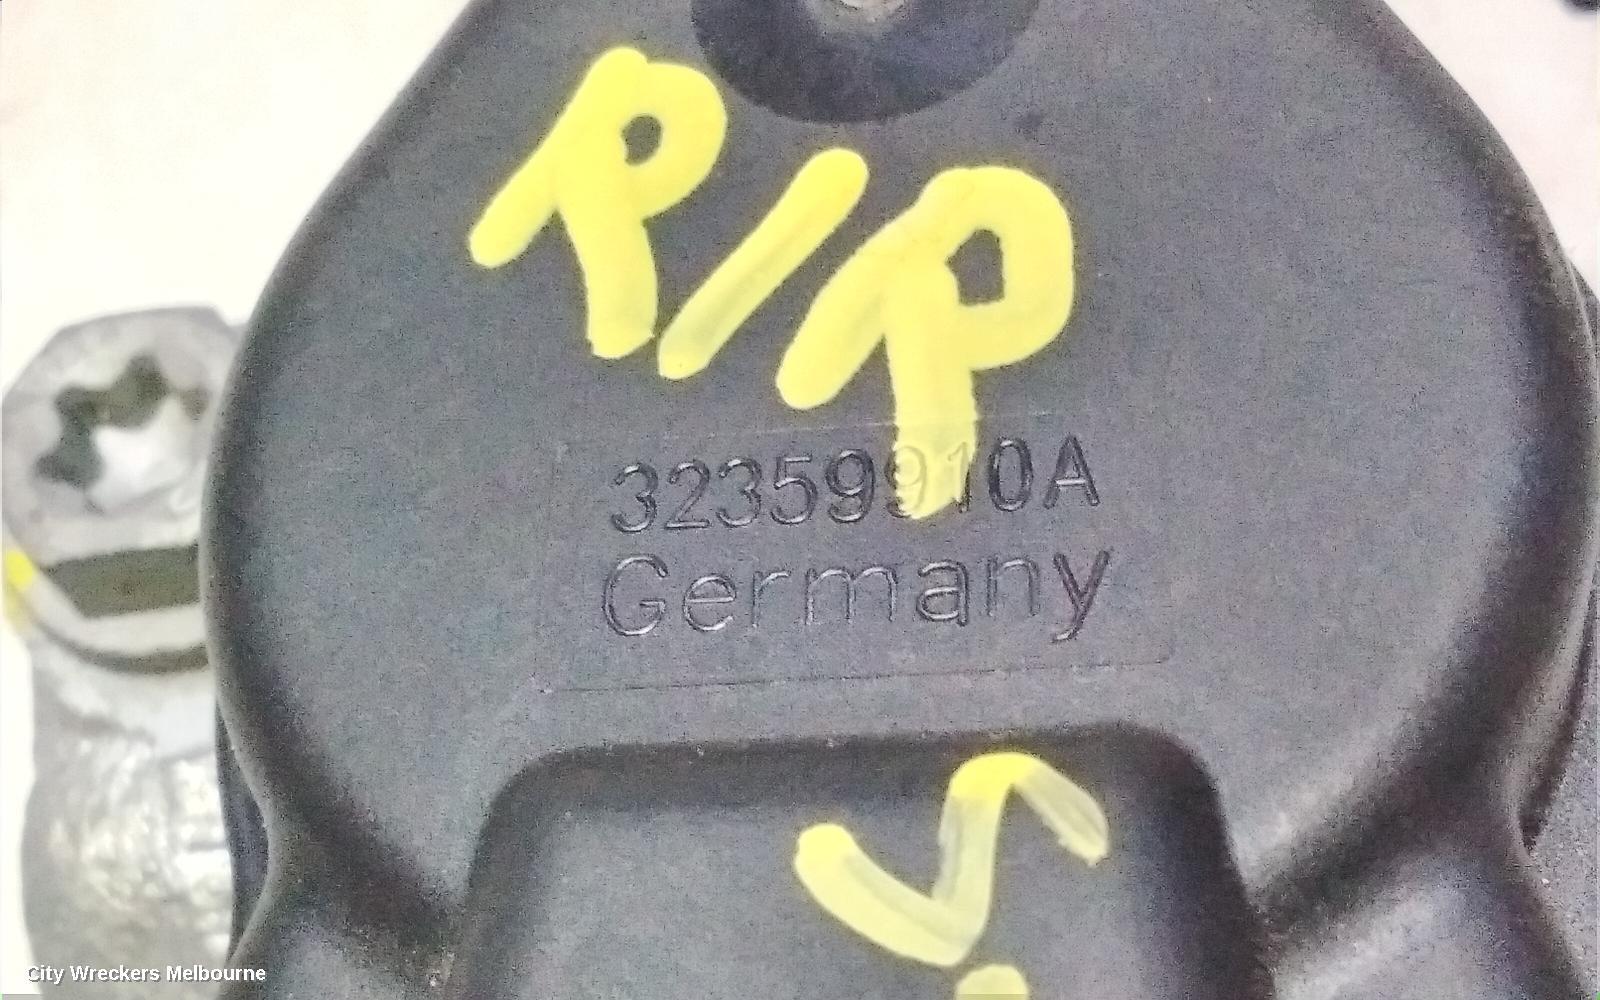 R/R
32359910A
Germany
City Wreckers Melbourne